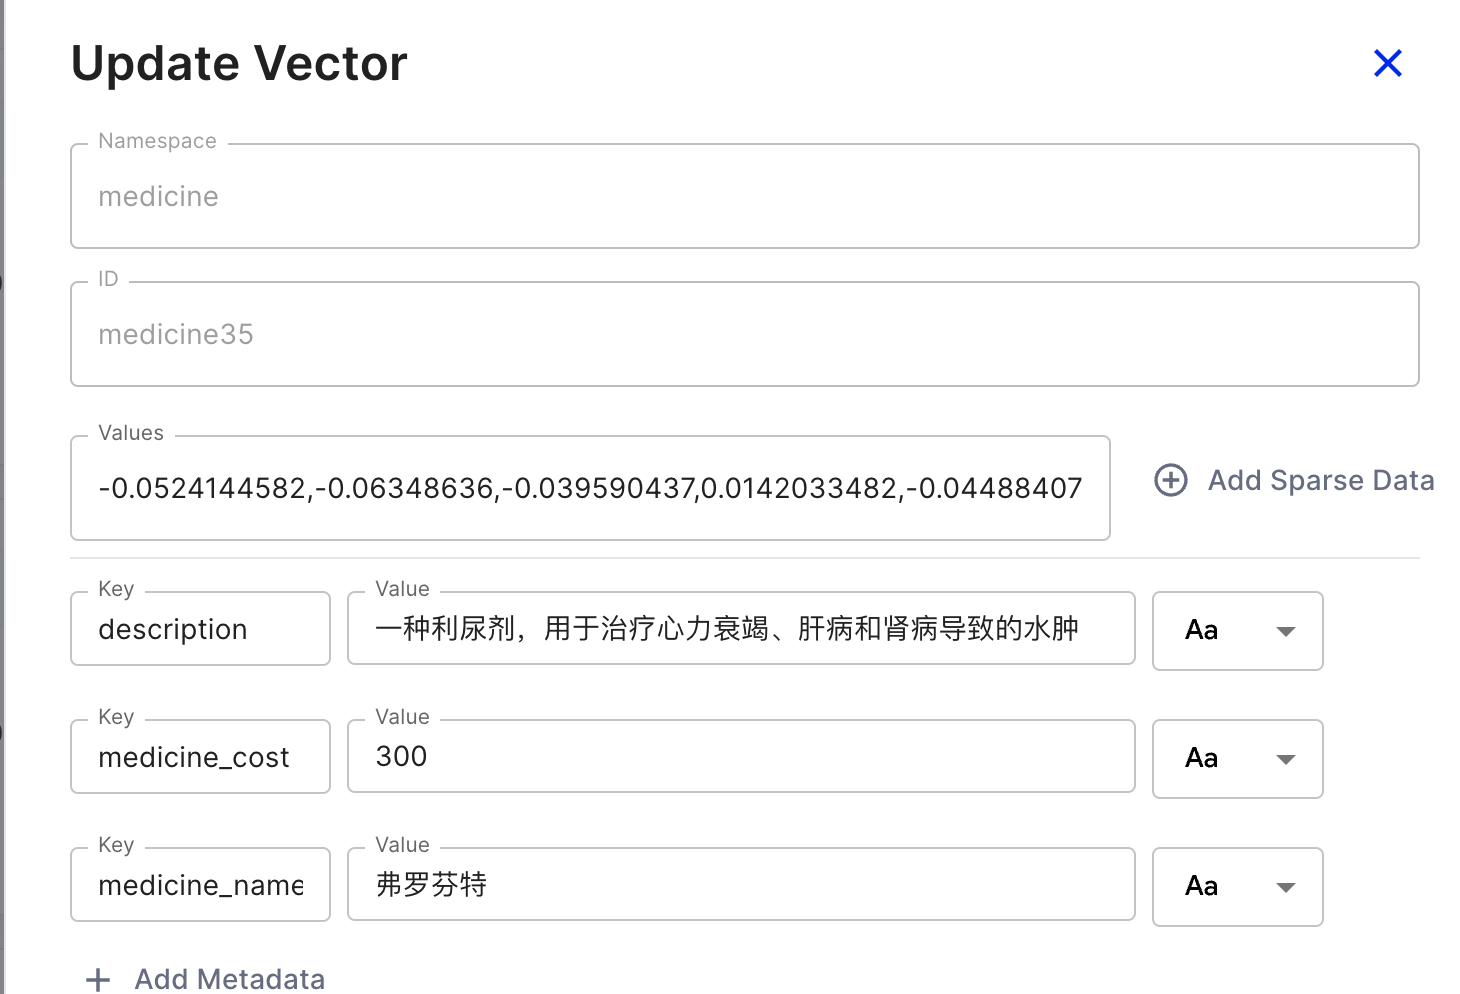 Update Vector
Namespace
medicine
ID
medicine35
Values
-0.0524144582,-0.06348636,-0.039590437,0.0142033482,-0.04488407
Add Sparse Data
Key
description
Value
一种利尿剂，用于治疗心力衰竭、肝病和肾病导致的水肿
Aa
Key
medicine_cost
Value
300
Aa
Key
medicine_name
Value
弗罗芬特
Aa
Add Metadata